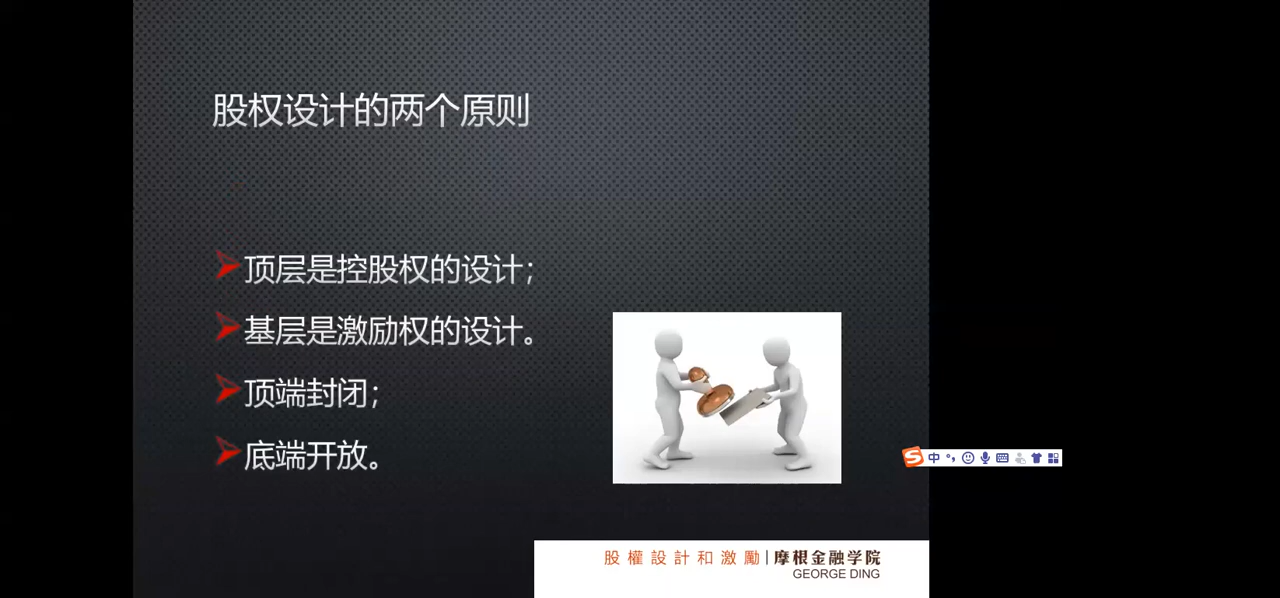 股权设计的两个原则
顶层是控股权的设计；
基层是激励权的设计。
顶端封闭；
底端开放。
中
股權設計和激勵|摩根金融学院
GEORGE DING